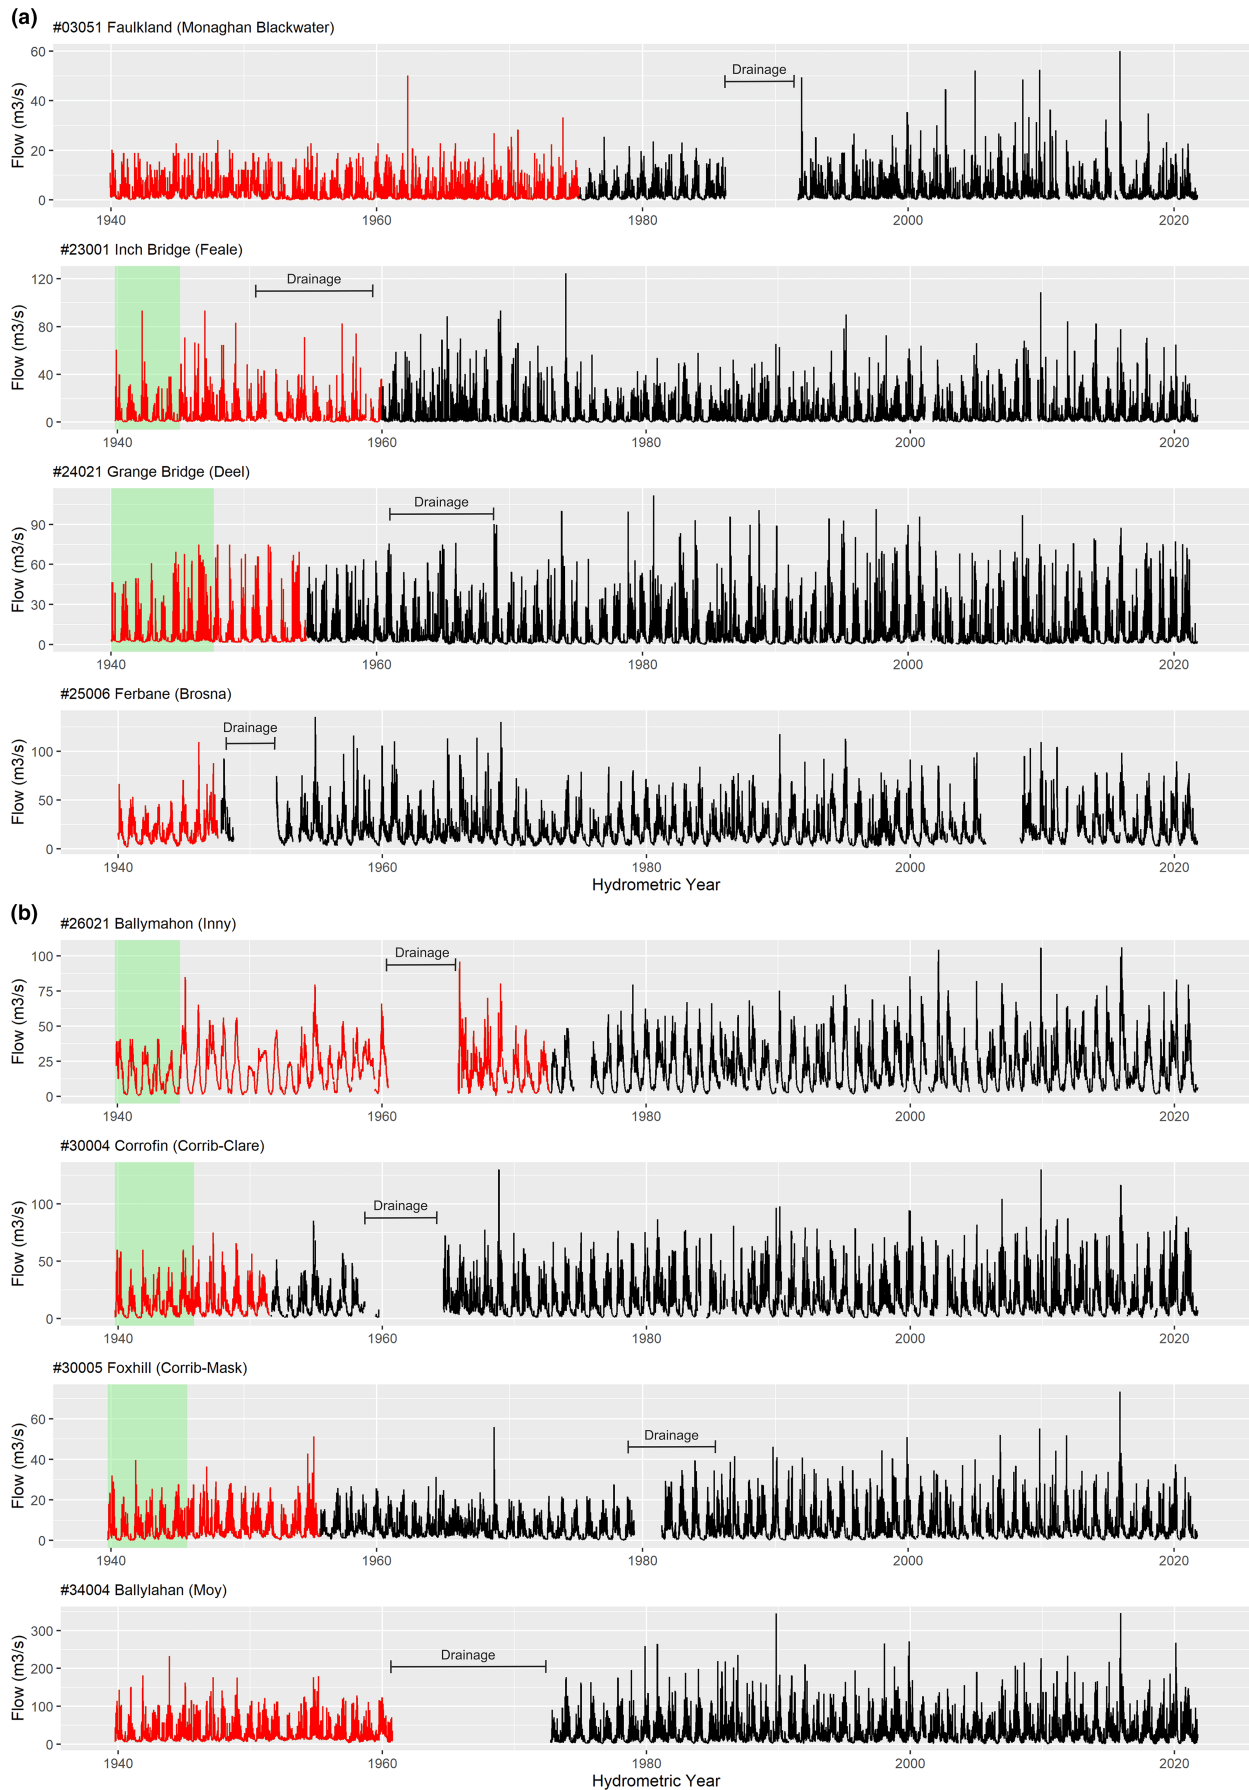 (a)
#03051 Faulkland (Monaghan Blackwater)
Flow (m3/s)
60
40
20
0
Drainage
1940 1960 1980 2000 2020
#23001 Inch Bridge (Feale)
Flow (m3/s)
120
80
40
0
Drainage
1940 1960 1980 2000 2020
#24021 Grange Bridge (Deel)
Flow (m3/s)
90
60
30
0
Drainage
1940 1960 1980 2000 2020
#25006 Ferbane (Brosna)
Flow (m3/s)
100
50
0
Drainage
1940 1960 1980 2000 2020
Hydrometric Year
(b)
#26021 Ballymahon (Inny)
Flow (m3/s)
100
75
50
25
0
Drainage
1940 1960 1980 2000 2020
#30004 Corrofin (Corrib-Clare)
Flow (m3/s)
100
50
0
Drainage
1940 1960 1980 2000 2020
#30005 Foxhill (Corrib-Mask)
Flow (m3/s)
60
40
20
0
Drainage
1940 1960 1980 2000 2020
#34004 Ballylahan (Moy)
Flow (m3/s)
300
200
100
0
Drainage
1940 1960 1980 2000 2020
Hydrometric Year